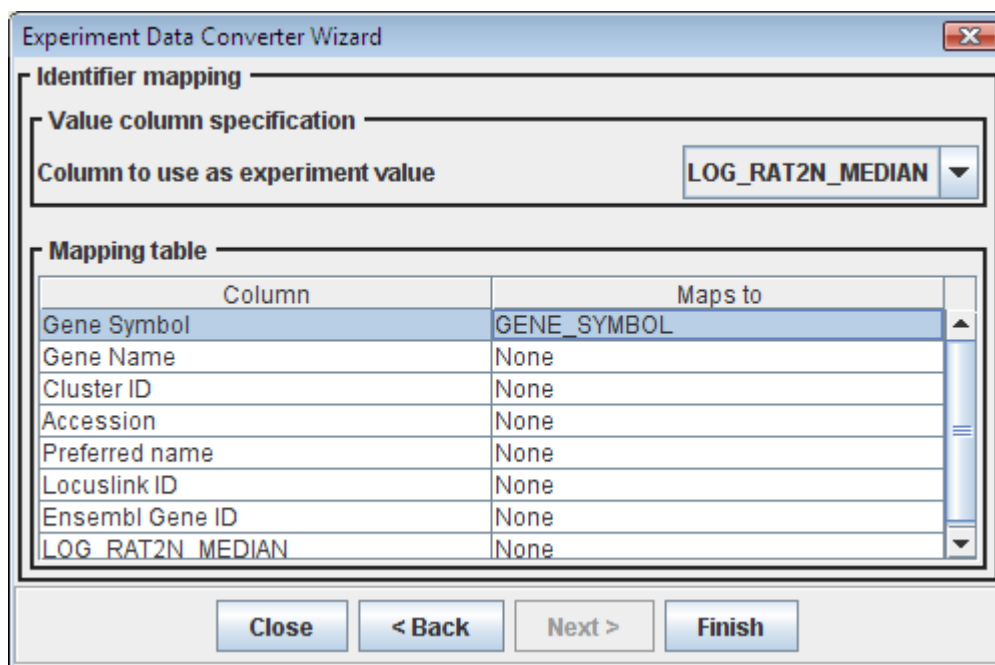 Experiment Data Converter Wizard
Identifier mapping
Value column specification
Column to use as experiment value LOG_RAT2N_MEDIAN
Mapping table
Column Maps to
Gene Symbol GENE_SYMBOL
Gene Name None
Cluster ID None
Accession None
Preferred name None
Locuslink ID None
Ensembl Gene ID None
LOG_RAT2N_MEDIAN None
Close < Back Next > Finish